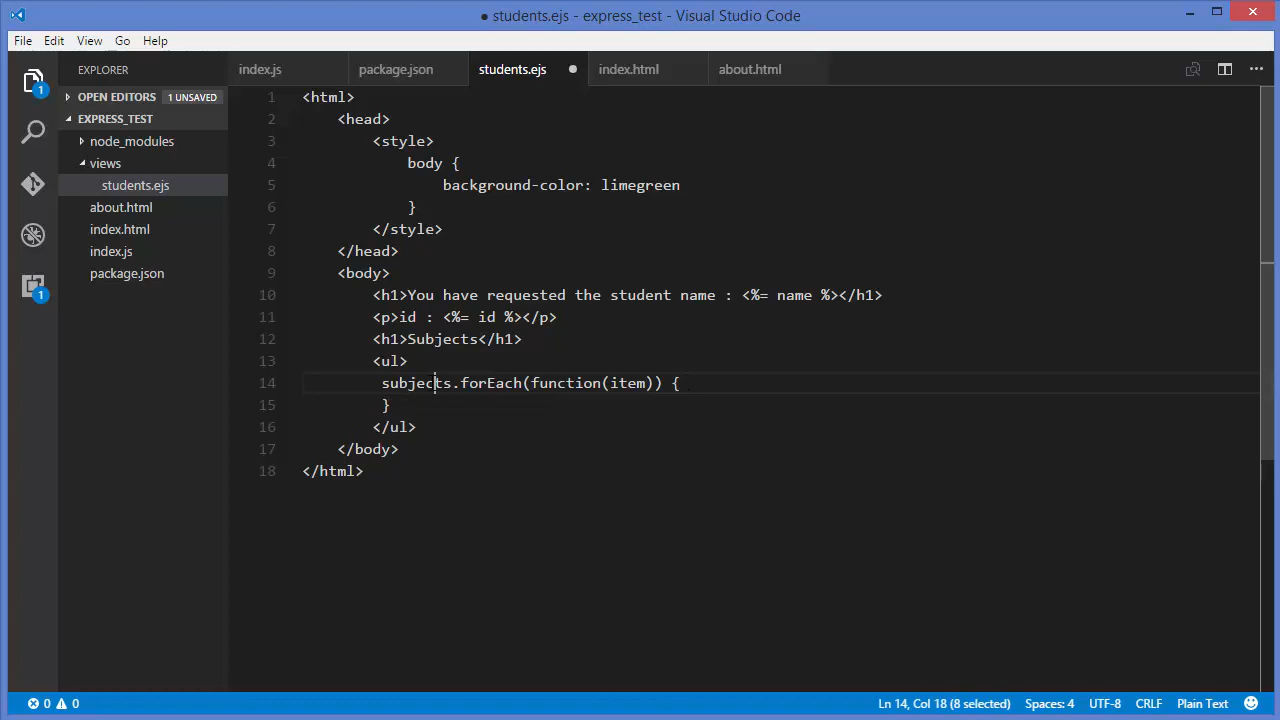 ● students.ejs - express_test - Visual Studio Code
File Edit View Go Help
EXPLORER
OPEN EDITORS 1 UNSAVED
EXPRESS_TEST
node_modules
views
students.ejs
about.html
index.html
index.js
package.json
1
1
index.js package.json students.ejs index.html about.html
1 <html>
2 <head>
3 <style>
4 body {
5 background-color: limegreen
6 }
7 </style>
8 </head>
9 <body>
10 <h1>You have requested the student name : <%= name %></h1>
11 <p>id : <%= id %></p>
12 <h1>Subjects</h1>
13 <ul>
14 subjects.forEach(function(item)) {
15 }
16 </ul>
17 </body>
18 </html>
0 0 Ln 14, Col 18 (8 selected) Spaces: 4 UTF-8 CRLF Plain Text